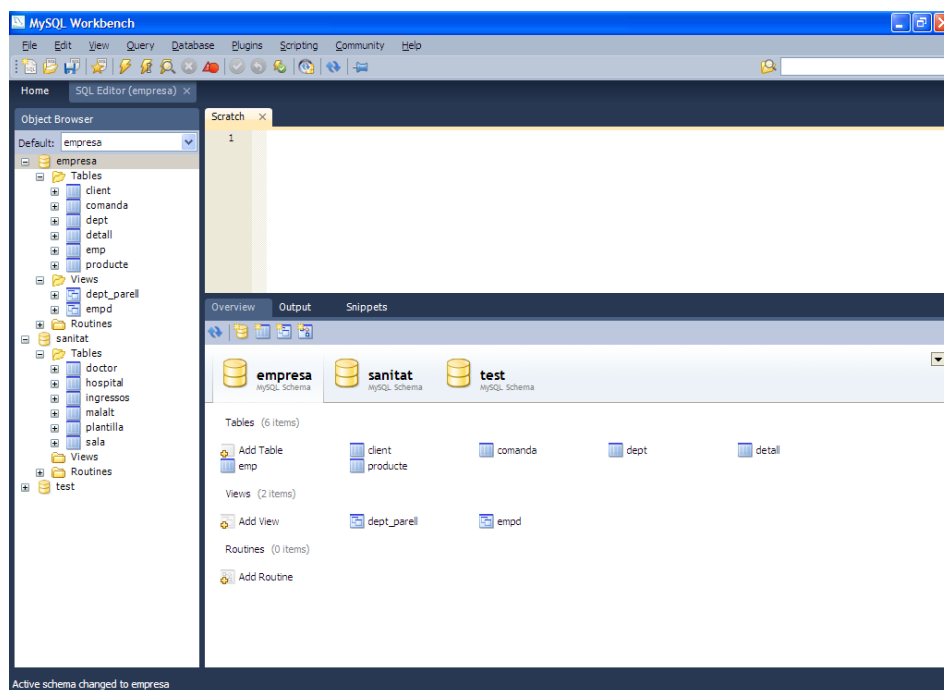 MySQL Workbench
File Edit View Query Database Plugins Scripting Community Help
Home SQL Editor (empresa)
Object Browser
Default: empresa
empresa
Tables
client
comanda
dept
detall
emp
producte
Views
dept_parell
empd
Routines
sanitat
Tables
doctor
hospital
ingressos
malalt
plantilla
sala
Views
Routines
test
Scratch
1
Overview Output Snippets
empresa sanitat test
MySQL Schema MySQL Schema MySQL Schema
Tables (6 items)
Add Table client comanda dept detall
emp producte
Views (2 items)
Add View dept_parell empd
Routines (0 items)
Add Routine
Active schema changed to empresa